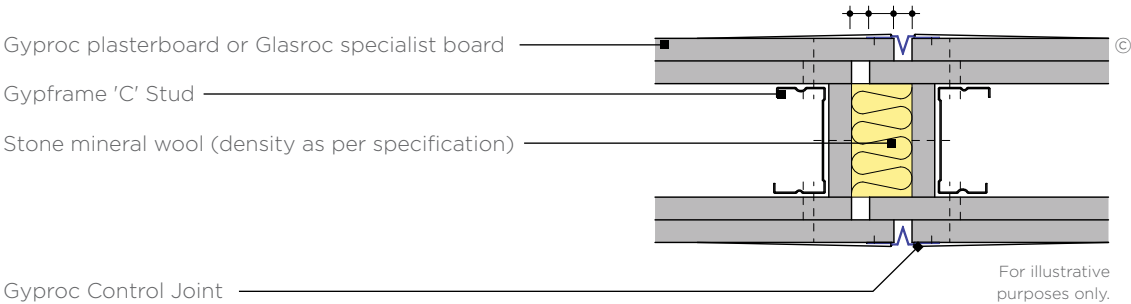 Gyproc plasterboard or Glasroc specialist board
©
Gypframe 'C' Stud
Stone mineral wool (density as per specification)
Gyproc Control Joint
For illustrative
purposes only.